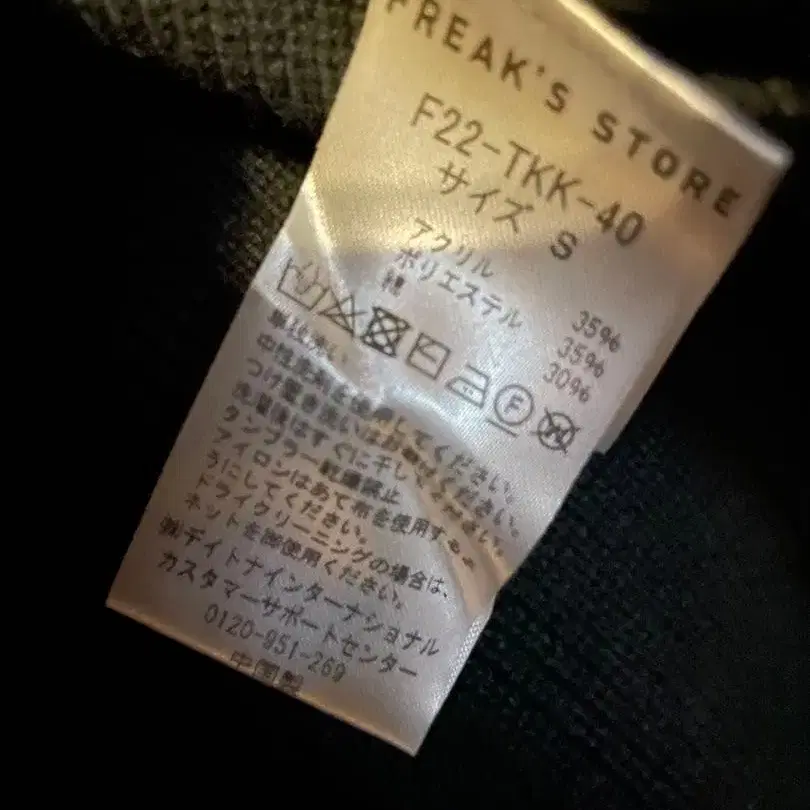 FREAK'S STORE
F22-TKK-40
サイズ S
アクリル 35%
ポリエステル 35%
綿 30%
F W
単独洗い
中性洗剤を使用してください。
つけ置き洗いはお避けください。
洗濯後はすぐに干してください。
タンブラー乾燥禁止
アイロンはあて布を使用するよ
うにしてください。
ドライクリーニングの場合は、
ネットを御使用ください。
㈱デイトナインターナショナル
カスタマーサポートセンター
0120-951-269
中国製